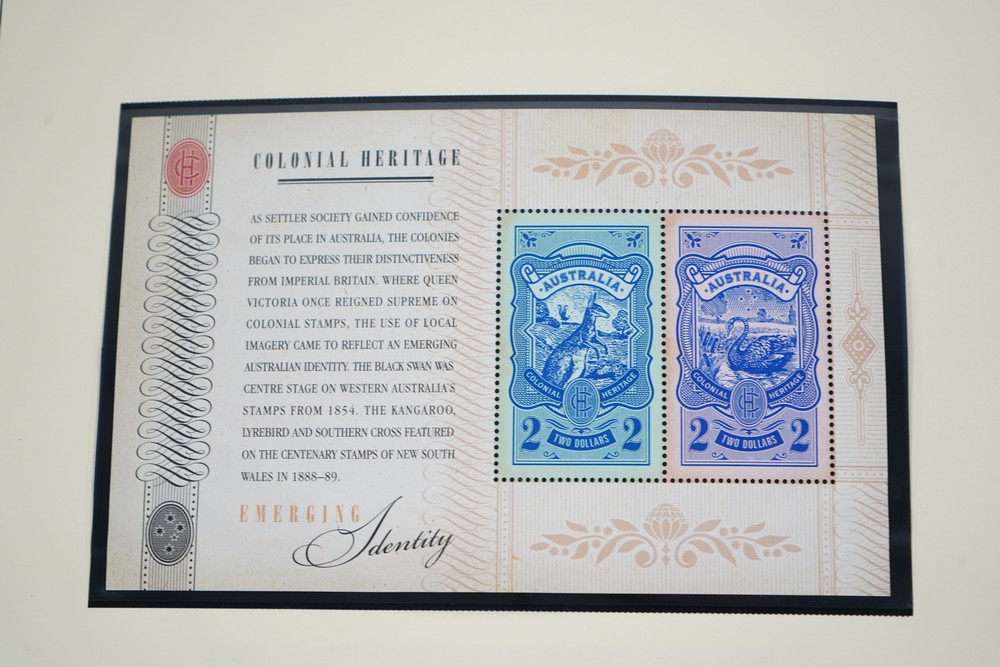 COLONIAL HERITAGE
AS SETTLER SOCIETY GAINED CONFIDENCE
OF ITS PLACE IN AUSTRALIA, THE COLONIES
BEGAN TO EXPRESS THEIR DISTINCTIVENESS
FROM IMPERIAL BRITAIN. WHERE QUEEN
VICTORIA ONCE REIGNED SUPREME ON
COLONIAL STAMPS, THE USE OF LOCAL
IMAGERY CAME TO REFLECT AN EMERGING
AUSTRALIAN IDENTITY. THE BLACK SWAN WAS
CENTRE STAGE ON WESTERN AUSTRALIA'S
STAMPS FROM 1854. THE KANGAROO,
LYREBIRD AND SOUTHERN CROSS FEATURED
ON THE CENTENARY STAMPS OF NEW SOUTH
WALES IN 1888–89.
EMERGING
Identity
·AUSTRALIA·
COLONIAL HERITAGE
CH
2 TWO DOLLARS 2
·AUSTRALIA·
COLONIAL HERITAGE
CH
2 TWO DOLLARS 2
CH